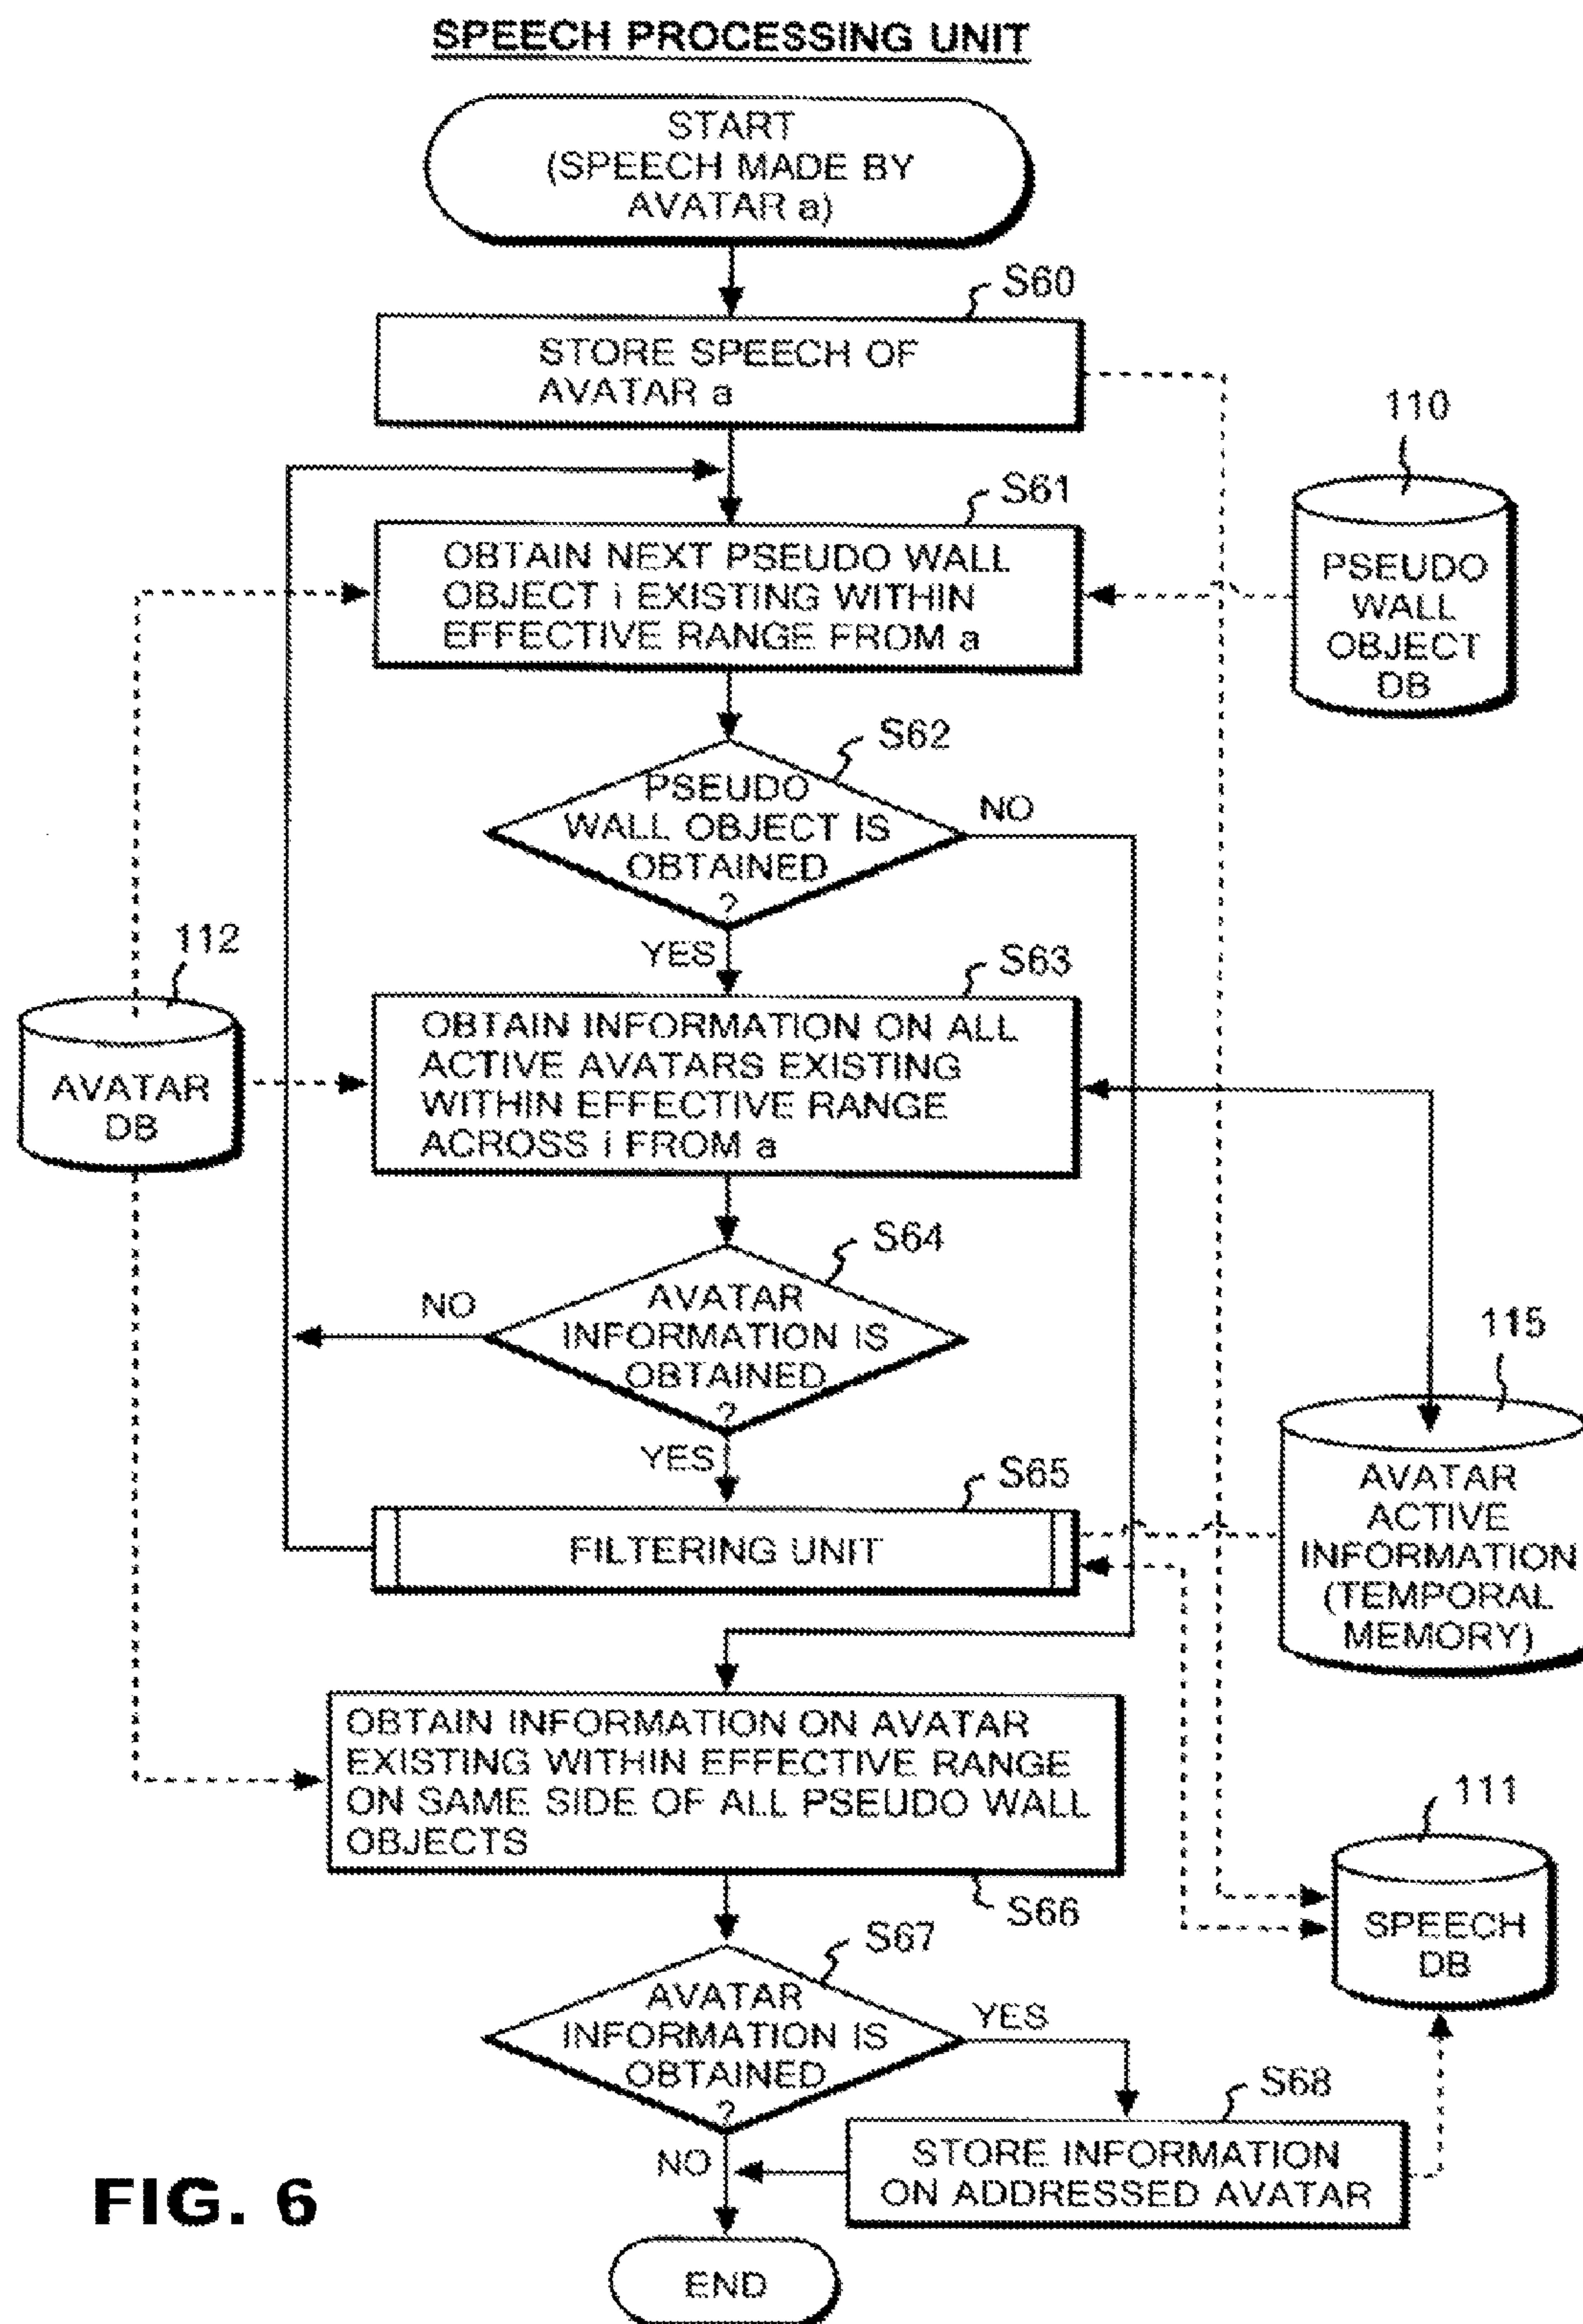 SPEECH PROCESSING UNIT
START
(SPEECH MADE BY
AVATAR a)
S60
STORE SPEECH OF
AVATAR a
110
S61
OBTAIN NEXT PSEUDO WALL
OBJECT i EXISTING WITHIN
EFFECTIVE RANGE FROM a
PSEUDO
WALL
OBJECT
DB
S62
PSEUDO
WALL OBJECT IS
OBTAINED
?
NO
YES
112
S63
AVATAR
DB
OBTAIN INFORMATION ON ALL
ACTIVE AVATARS EXISTING
WITHIN EFFECTIVE RANGE
ACROSS i FROM a
S64
AVATAR
INFORMATION IS
OBTAINED
?
NO
YES
115
S65
FILTERING UNIT
AVATAR
ACTIVE
INFORMATION
(TEMPORAL
MEMORY)
OBTAIN INFORMATION ON AVATAR
EXISTING WITHIN EFFECTIVE RANGE
ON SAME SIDE OF ALL PSEUDO WALL
OBJECTS
S66
111
SPEECH
DB
S67
AVATAR
INFORMATION IS
OBTAINED
?
YES
NO
S68
STORE INFORMATION
ON ADDRESSED AVATAR
FIG. 6
END